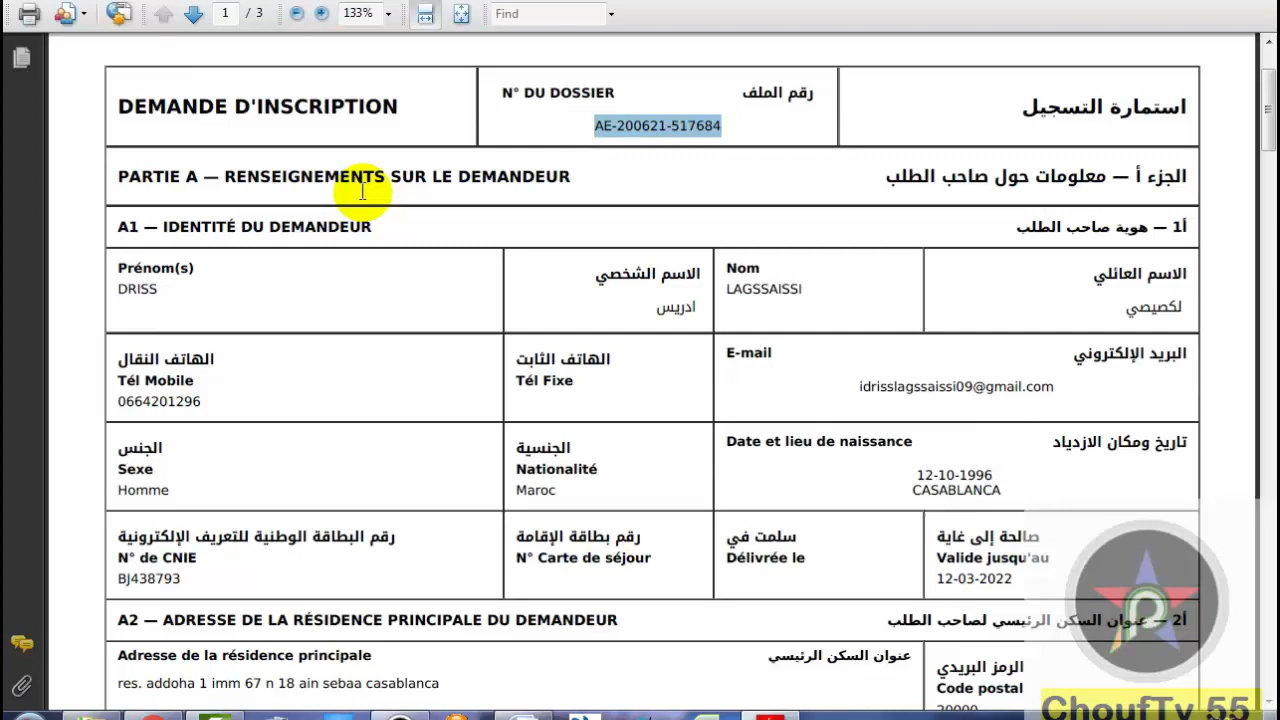 1 / 3
133%
Find
DEMANDE D'INSCRIPTION
N° DU DOSSIER
رقم الملف
AE-200621-517684
استمارة التسجيل
PARTIE A — RENSEIGNEMENTS SUR LE DEMANDEUR
الجزء أ — معلومات حول صاحب الطلب
A1 — IDENTITÉ DU DEMANDEUR
أ1 — هوية صاحب الطلب
Prénom(s)
DRISS
الاسم الشخصي
ادريس
Nom
LAGSSAISSI
الاسم العائلي
لكصيصي
الهاتف النقال
Tél Mobile
0664201296
الهاتف الثابت
Tél Fixe
E-mail
البريد الإلكتروني
idrisslagssaissi09@gmail.com
الجنس
Sexe
Homme
الجنسية
Nationalité
Maroc
Date et lieu de naissance
تاريخ ومكان الازدياد
12-10-1996
CASABLANCA
رقم البطاقة الوطنية للتعريف الإلكترونية
N° de CNIE
BJ438793
رقم بطاقة الإقامة
N° Carte de séjour
سلمت في
Délivrée le
صالحة إلى غاية
Valide jusqu'au
12-03-2022
A2 — ADRESSE DE LA RÉSIDENCE PRINCIPALE DU DEMANDEUR
أ2 — عنوان السكن الرئيسي لصاحب الطلب
Adresse de la résidence principale
عنوان السكن الرئيسي
res. addoha 1 imm 67 n 18 ain sebaa casablanca
الرمز البريدي
Code postal
20000
ChoufTv 55